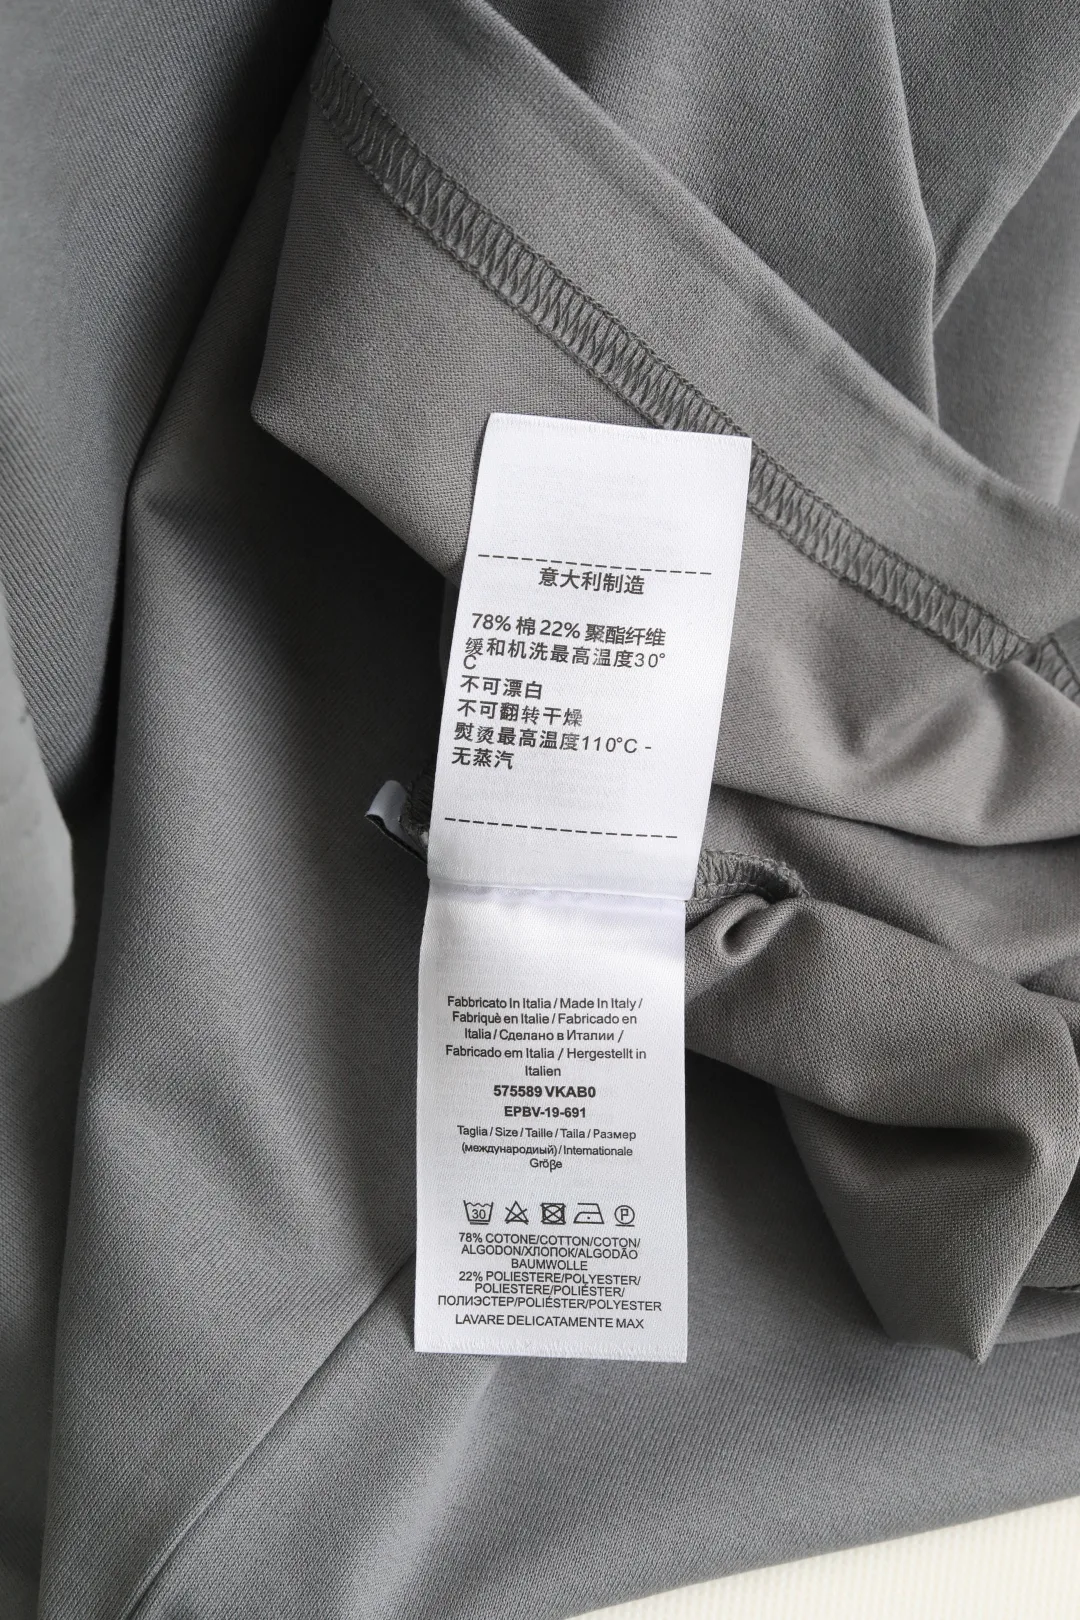 意大利制造
78% 棉 22% 聚酯纤维
缓和机洗最高温度30°
C
不可漂白
不可翻转干燥
熨烫最高温度110°C -
无蒸汽
Fabbricato In Italia / Made In Italy /
Fabriquè en Italie / Fabricado en
Italia / Сделано в Италии /
Fabricado em Italia / Hergestellt in
Italien
575589 VKAB0
EPBV-19-691
Taglia / Size / Taille / Talla / Размер
(международиый) / Internationale
Größe
30 P
78% COTONE/COTTON/COTON/
ALGODON/ХЛОПОК/ALGODÃO
BAUMWOLLE
22% POLIESTERE/POLYESTER/
POLIESTERE/POLIÉSTER/
ПОЛИЭСТЕР/POLIÉSTER/POLYESTER
LAVARE DELICATAMENTE MAX